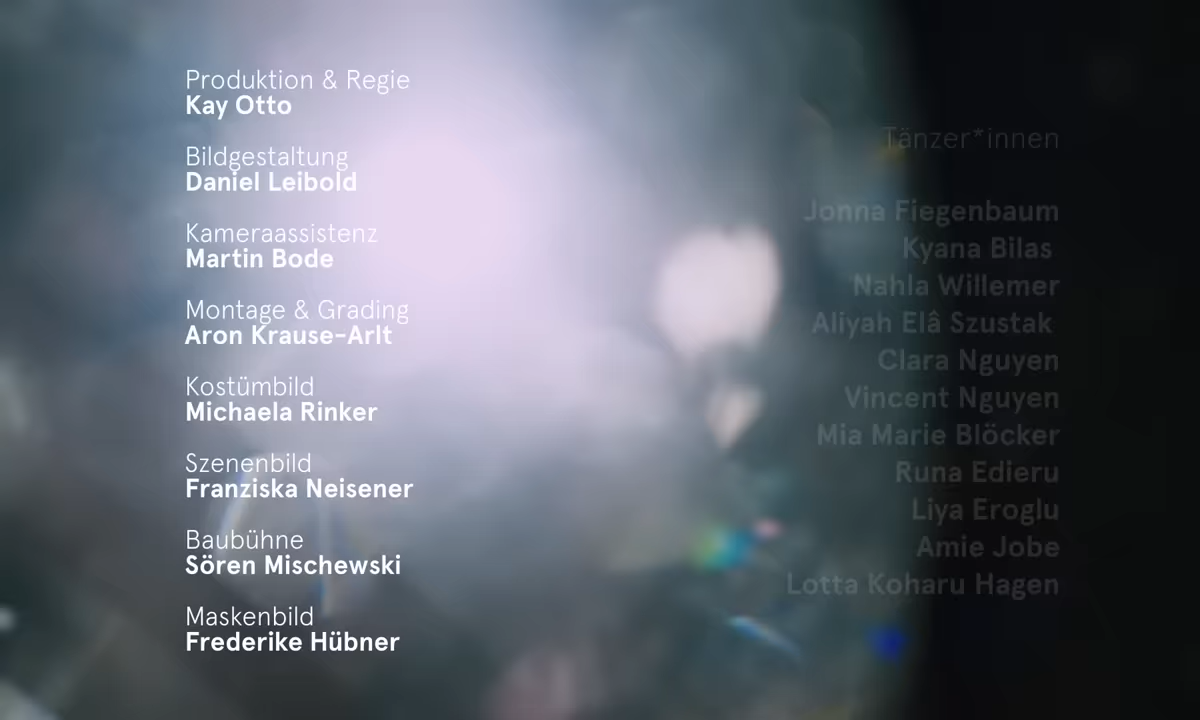 Produktion & Regie
Kay Otto
Bildgestaltung
Daniel Leibold
Kameraassistenz
Martin Bode
Montage & Grading
Aron Krause-Arlt
Kostümbild
Michaela Rinker
Szenenbild
Franziska Neisener
Baubühne
Sören Mischewski
Maskenbild
Frederike Hübner
Tänzer*innen
Jonna Fiegenbaum
Kyana Bilas
Nahla Willemer
Aliyah Elâ Szustak
Clara Nguyen
Vincent Nguyen
Mia Marie Blöcker
Runa Edieru
Liya Eroglu
Amie Jobe
Lotta Koharu Hagen